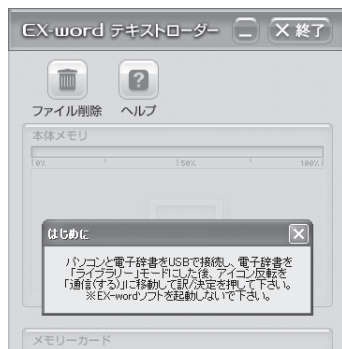 EX-word テキストローダー
×終了
ファイル削除 ヘルプ
本体メモリ
0% 50% 100%
はじめに
パソコンと電子辞書をUSBで接続し、電子辞書を
「ライブラリー」モードにした後、アイコン反転を
「通信(する)」に移動して訳/決定を押して下さい。
※EX-wordソフトを起動しないで下さい。
メモリーカード